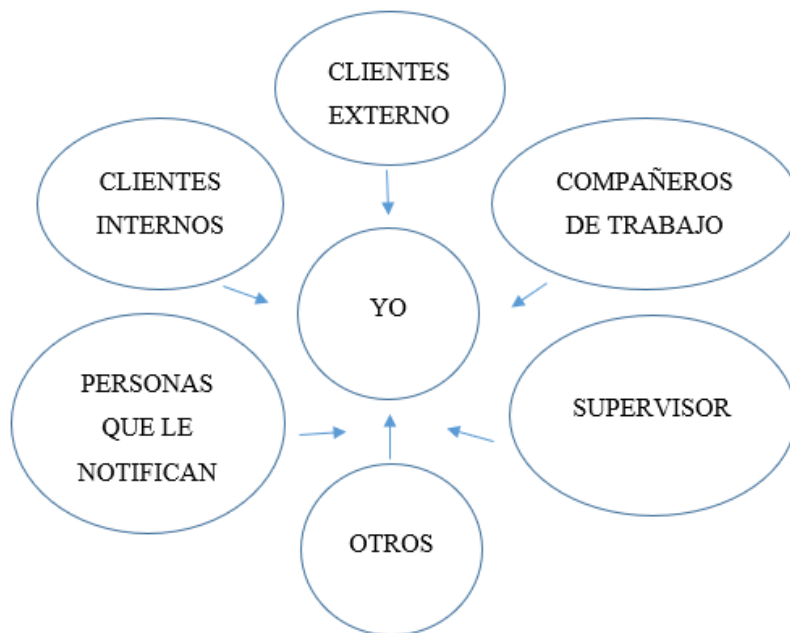 CLIENTES
EXTERNO
CLIENTES
INTERNOS
COMPAÑEROS
DE TRABAJO
YO
PERSONAS
QUE LE
NOTIFICAN
SUPERVISOR
OTROS